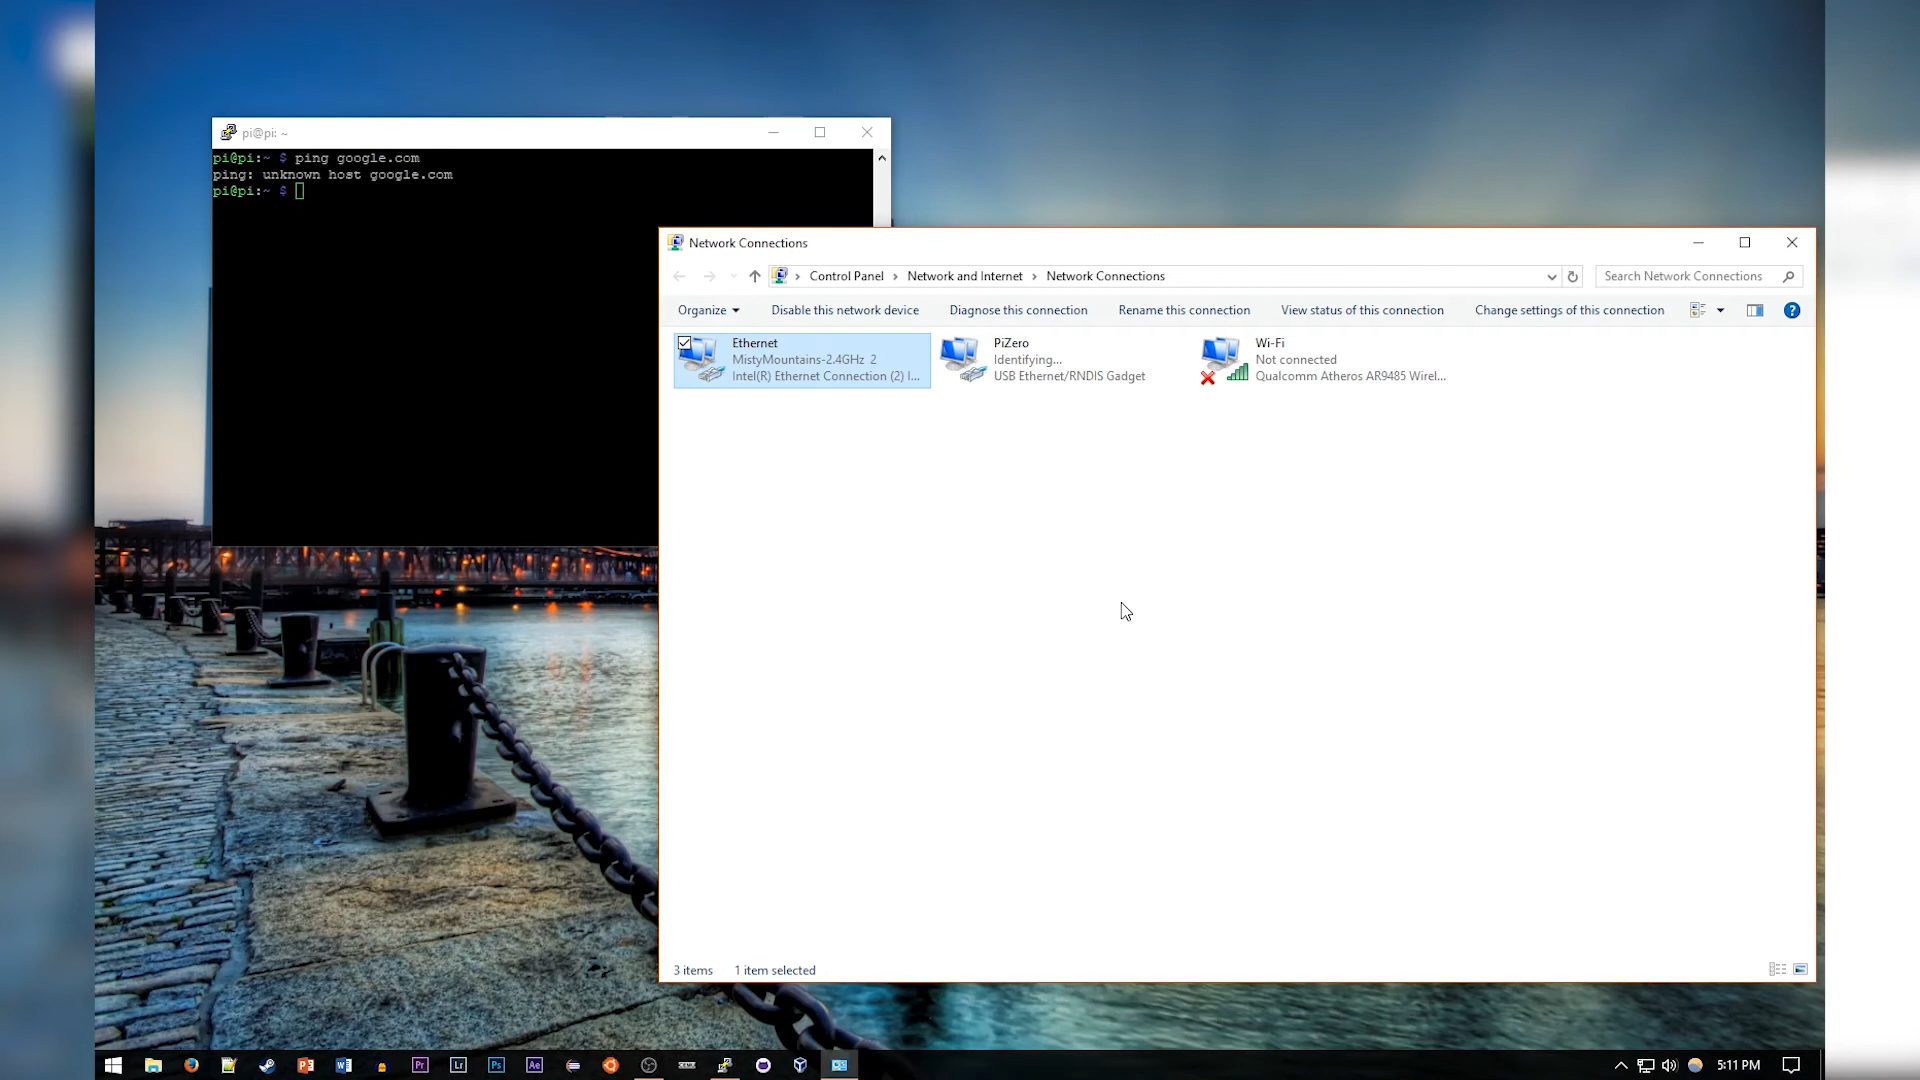 pi@pi: ~
pi@pi:~ $ ping google.com
ping: unknown host google.com
pi@pi:~ $
Network Connections
Control Panel > Network and Internet > Network Connections
Search Network Connections
Organize
Disable this network device
Diagnose this connection
Rename this connection
View status of this connection
Change settings of this connection
Ethernet
MistyMountains-2.4GHz 2
Intel(R) Ethernet Connection (2) I...
PiZero
Identifying...
USB Ethernet/RNDIS Gadget
Wi-Fi
Not connected
Qualcomm Atheros AR9485 Wirel...
3 items
1 item selected
Pr
Lr
Ps
Ae
5:11 PM